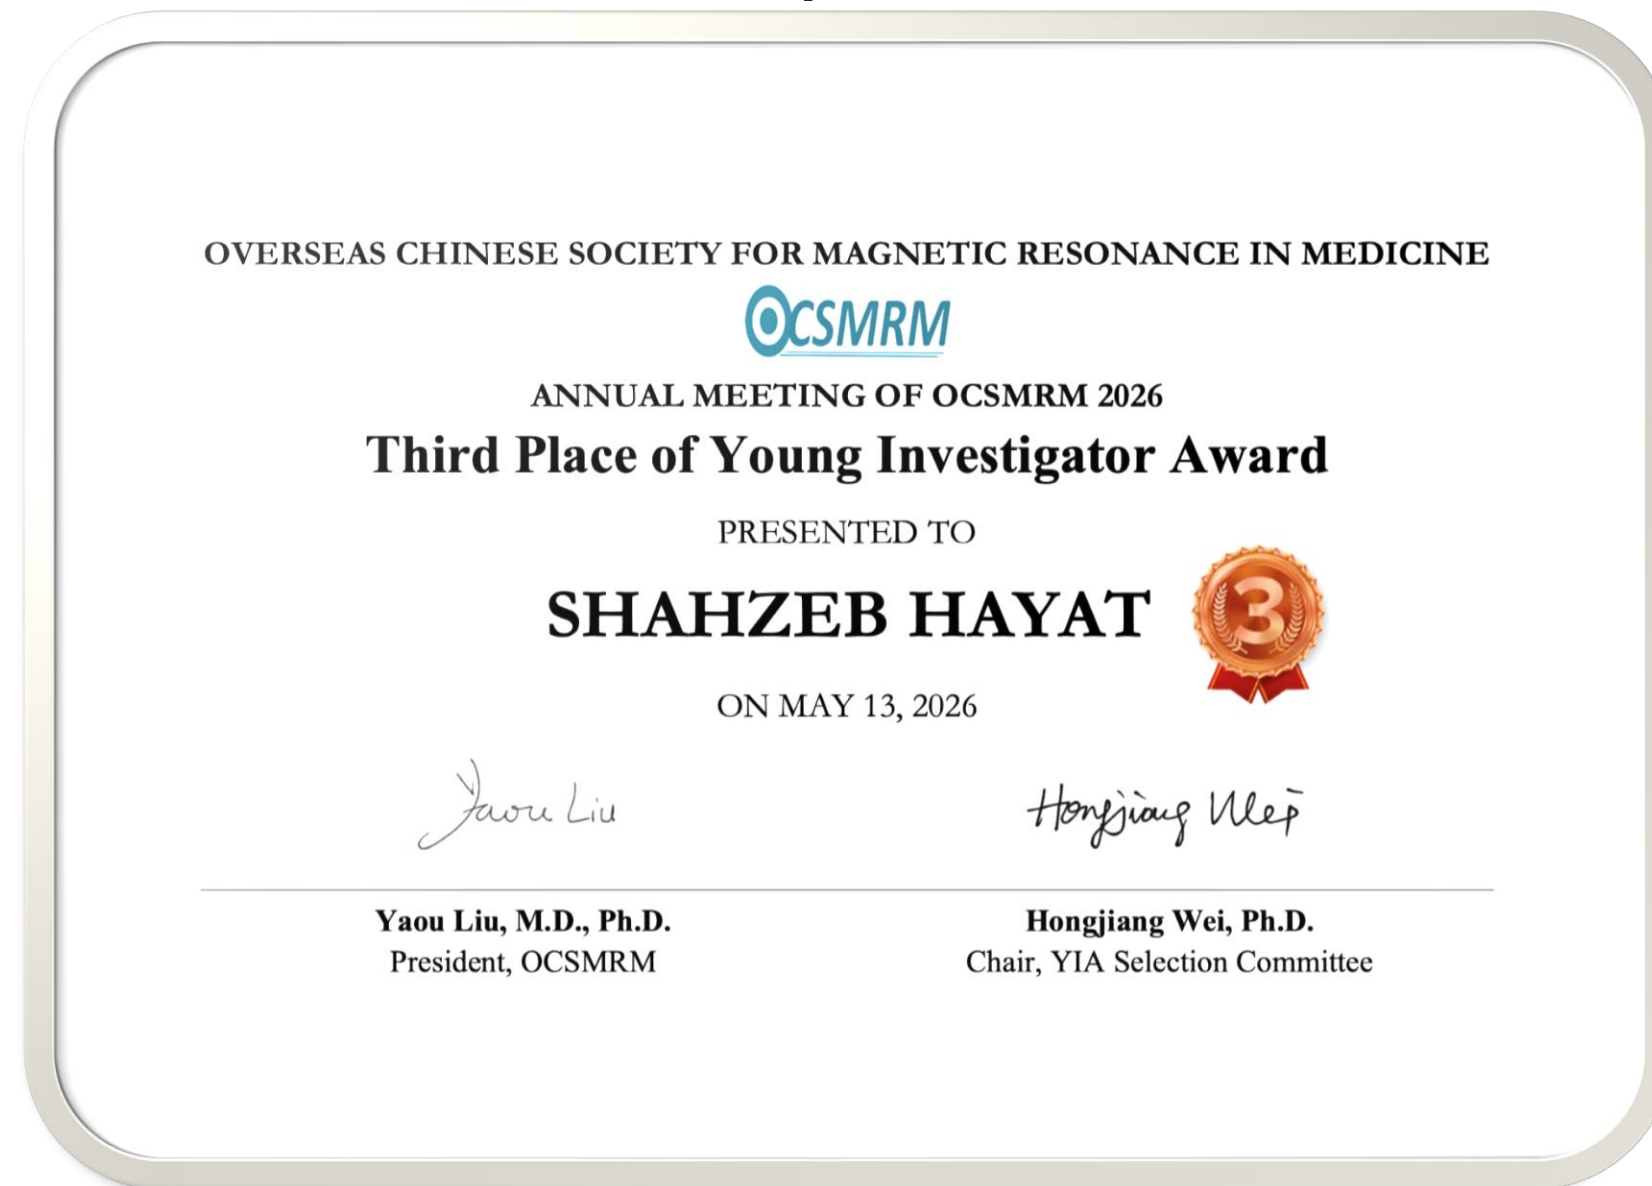 OVERSEAS CHINESE SOCIETY FOR MAGNETIC RESONANCE IN MEDICINE
OCSMRM
ANNUAL MEETING OF OCSMRM 2026
Third Place of Young Investigator Award
PRESENTED TO
SHAHZEB HAYAT
3
ON MAY 13, 2026
Yaou Liu
Hongjiang Wei
Yaou Liu, M.D., Ph.D.
Hongjiang Wei, Ph.D.
President, OCSMRM
Chair, YIA Selection Committee